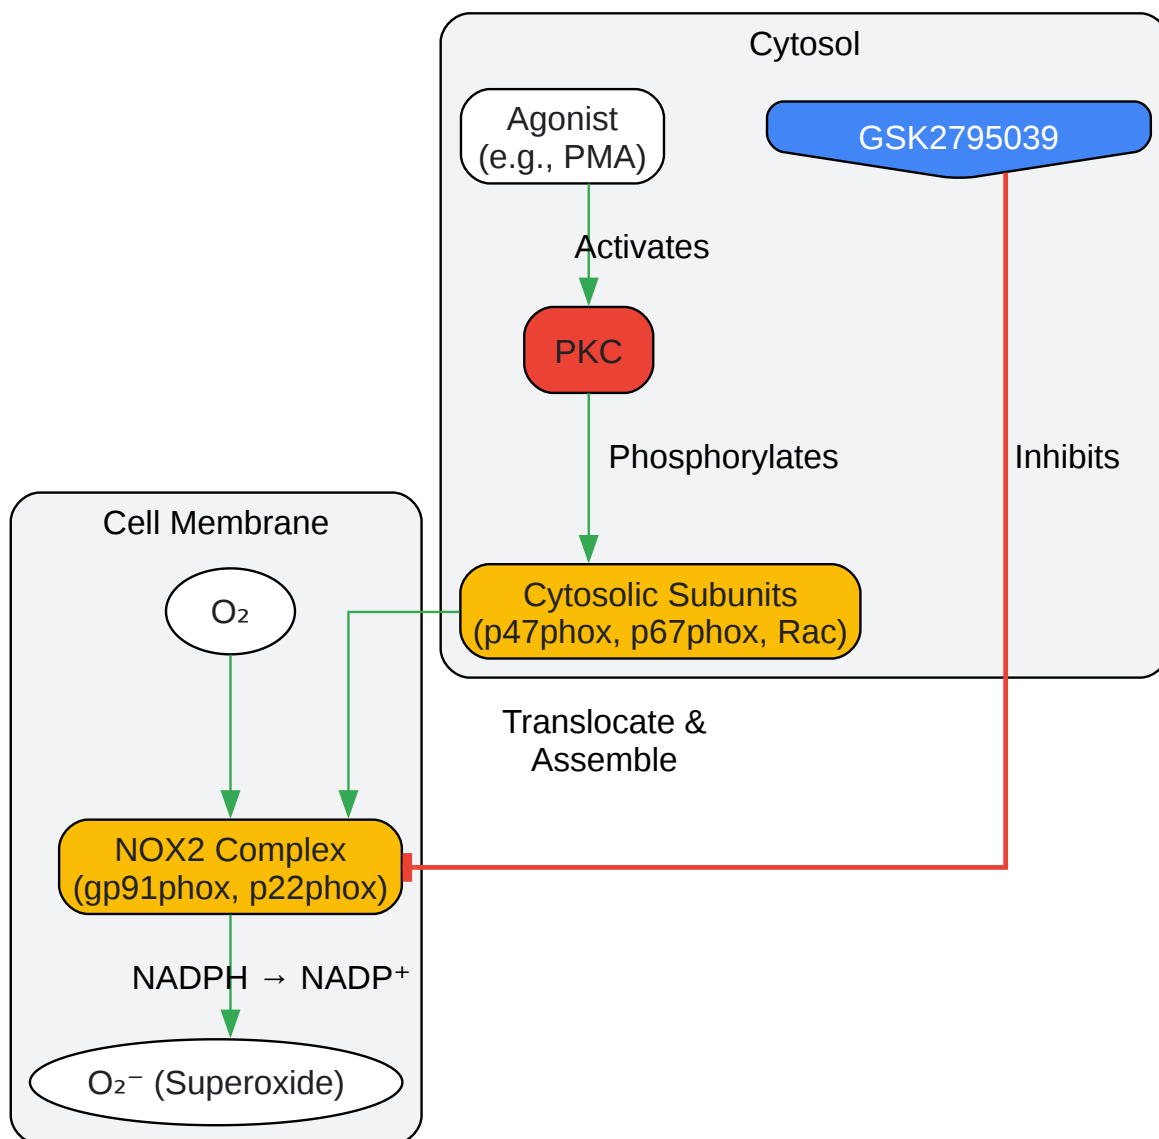 Cytosol
Agonist
(e.g., PMA)
GSK2795039
Activates
PKC
Phosphorylates
Inhibits
Cell Membrane
O₂
Cytosolic Subunits
(p47phox, p67phox, Rac)
Translocate &
Assemble
NOX2 Complex
(gp91phox, p22phox)
NADPH → NADP⁺
O₂⁻ (Superoxide)